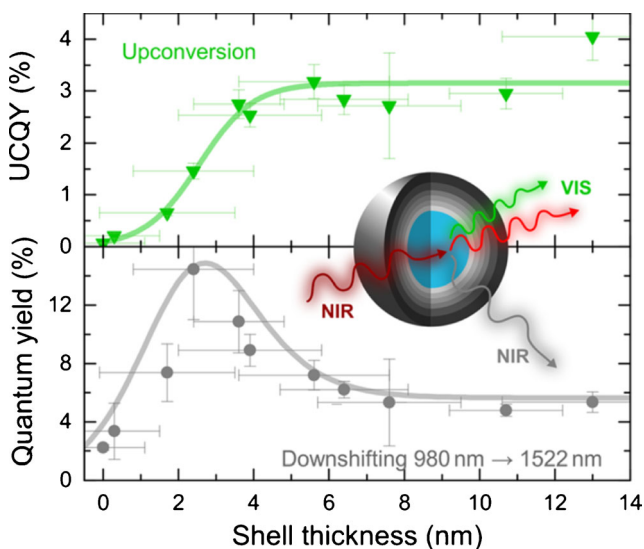 UCQY (%)
4
3
2
1
0
Upconversion
VIS
NIR
NIR
Quantum yield (%)
12
8
4
0
Downshifting 980 nm → 1522 nm
0 2 4 6 8 10 12 14
Shell thickness (nm)